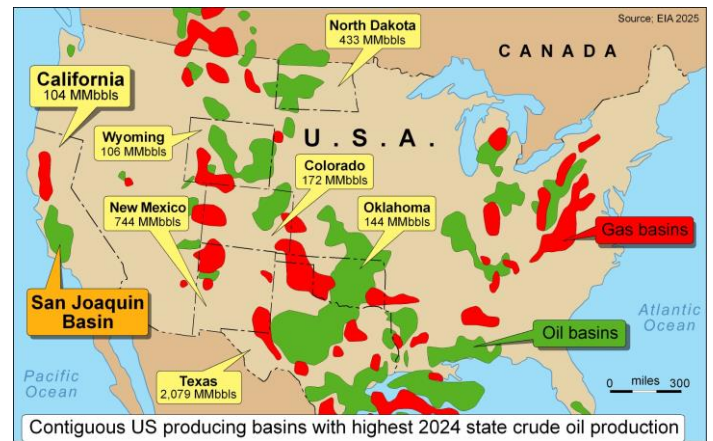 Source; EIA 2025
North Dakota
433 MMbbls
CANADA
California
104 MMbbls
Wyoming
106 MMbbls
U.S.A.
Colorado
172 MMbbls
New Mexico
744 MMbbls
Oklahoma
144 MMbbls
Gas basins
San Joaquin
Basin
Oil basins
Atlantic
Ocean
Pacific
Ocean
Texas
2,079 MMbbls
0 miles 300
Contiguous US producing basins with highest 2024 state crude oil production